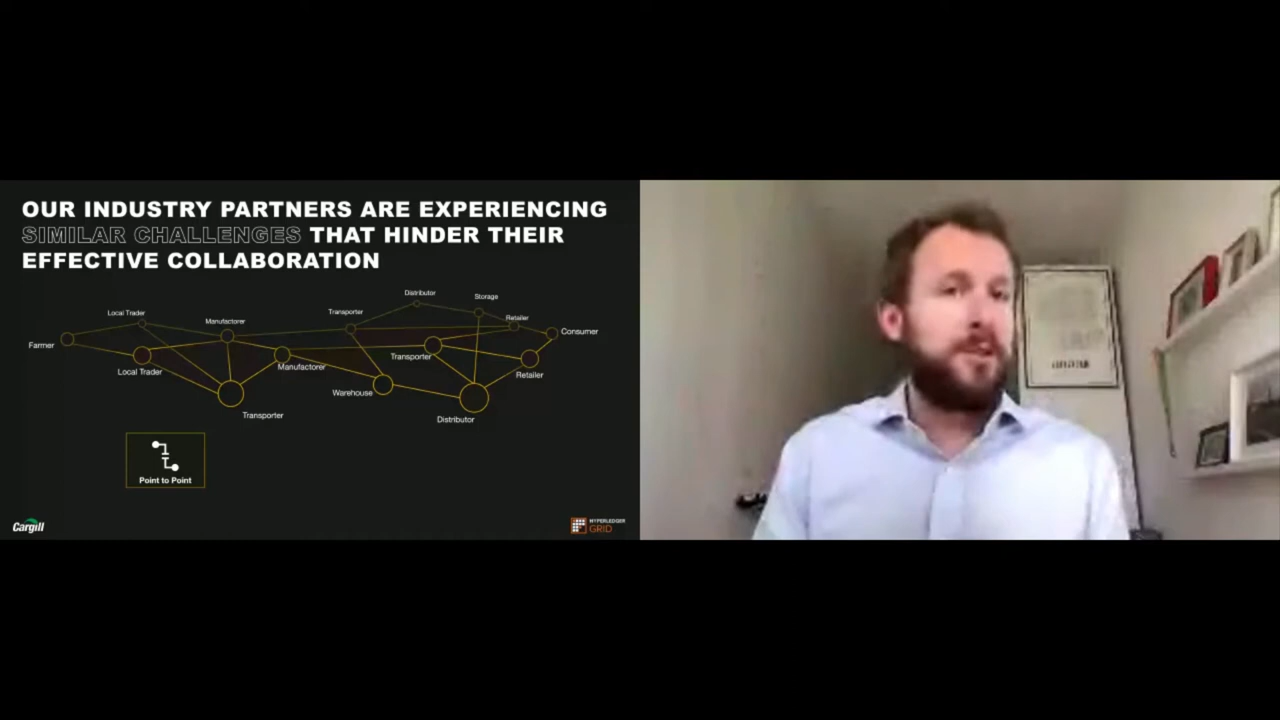 OUR INDUSTRY PARTNERS ARE EXPERIENCING
SIMILAR CHALLENGES THAT HINDER THEIR
EFFECTIVE COLLABORATION
Distributor
Storage
Local Trader
Transporter
Retailer
Manufactorer
Consumer
Farmer
Transporter
Local Trader
Manufactorer
Retailer
Warehouse
Transporter
Distributor
Point to Point
Cargill
HYPERLEDGER
GRID